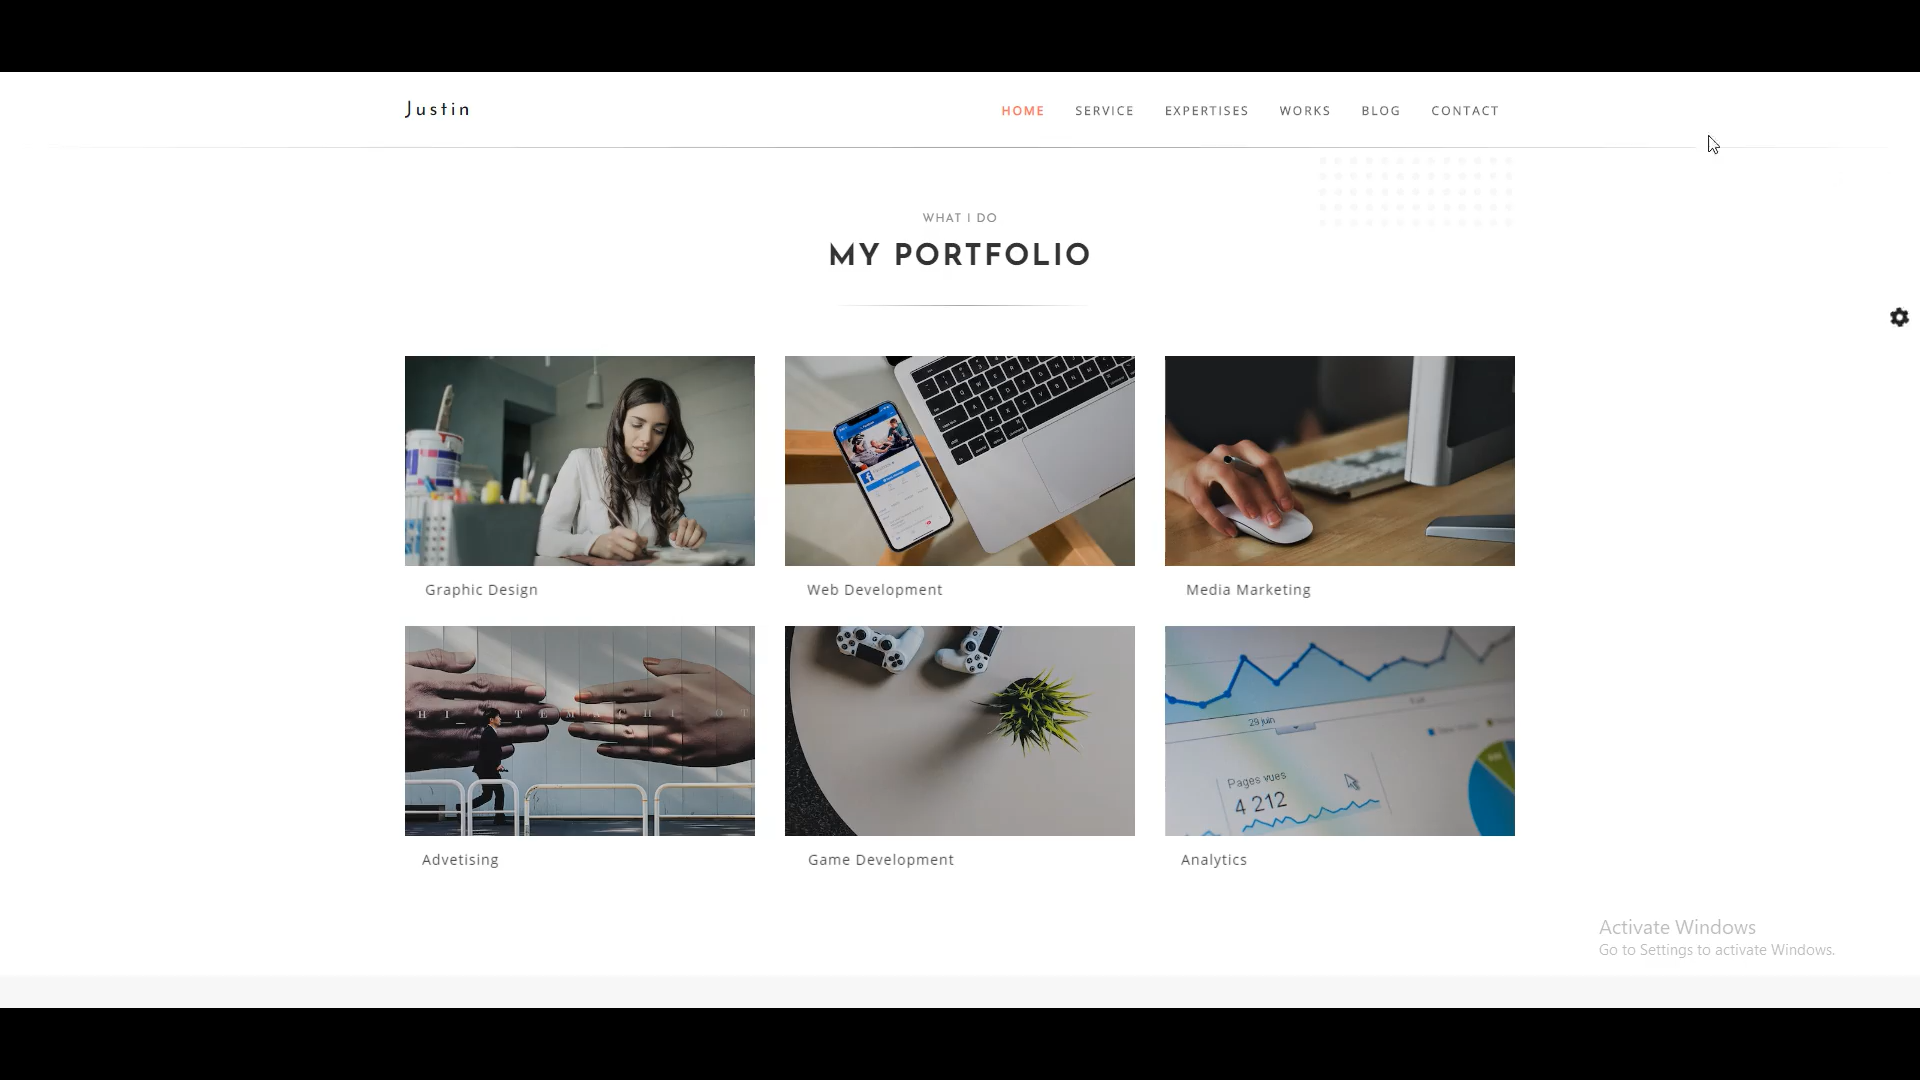 Justin
HOME SERVICE EXPERTISES WORKS BLOG CONTACT
WHAT I DO
MY PORTFOLIO
Graphic Design
Web Development
Media Marketing
H I _ T E M A C H I _ O T
29 juin
Pages vues
4 212
Advetising
Game Development
Analytics
Activate Windows
Go to Settings to activate Windows.